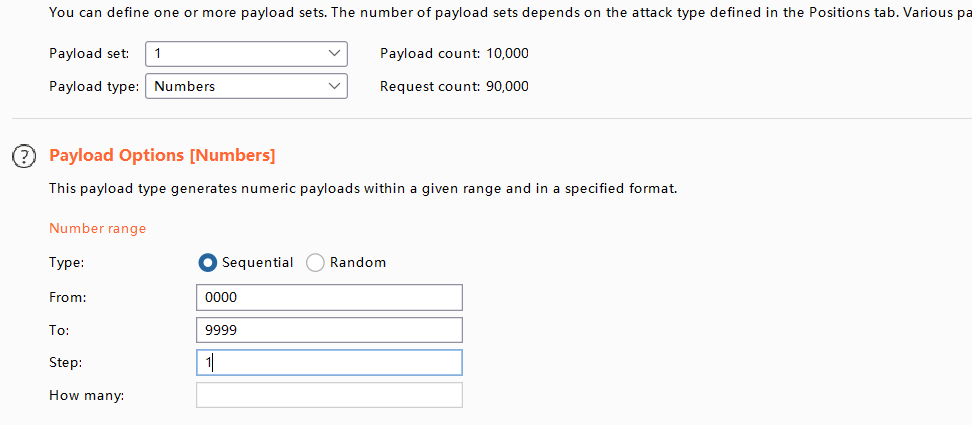 You can define one or more payload sets. The number of payload sets depends on the attack type defined in the Positions tab. Various pa
Payload set: 1 Payload count: 10,000
Payload type: Numbers Request count: 90,000
? Payload Options [Numbers]
This payload type generates numeric payloads within a given range and in a specified format.
Number range
Type: Sequential Random
From: 0000
To: 9999
Step: 1
How many: